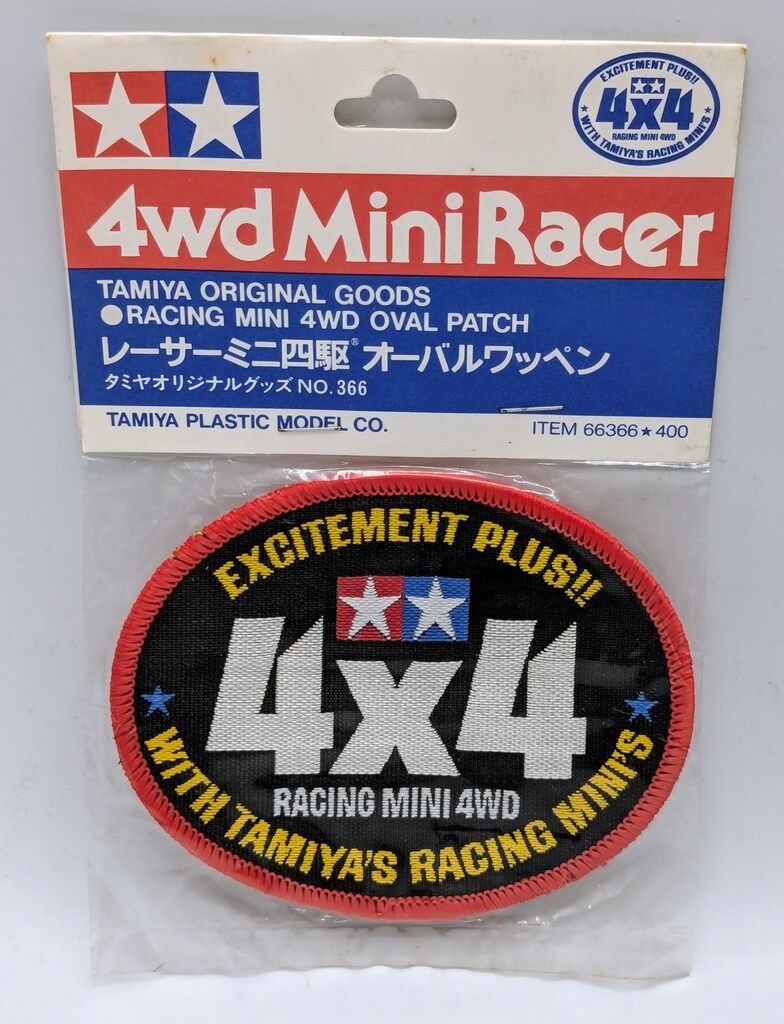 EXCITEMENT PLUS!!
4x4
RACING MINI 4WD
★ WITH TAMIYA'S RACING MINI'S ★
4wd Mini Racer
TAMIYA ORIGINAL GOODS
●RACING MINI 4WD OVAL PATCH
レーサーミニ四駆® オーバルワッペン
タミヤオリジナルグッズ NO.366
TAMIYA PLASTIC MODEL CO.
ITEM 66366★400
EXCITEMENT PLUS!!
4x4
RACING MINI 4WD
★ WITH TAMIYA'S RACING MINI'S ★